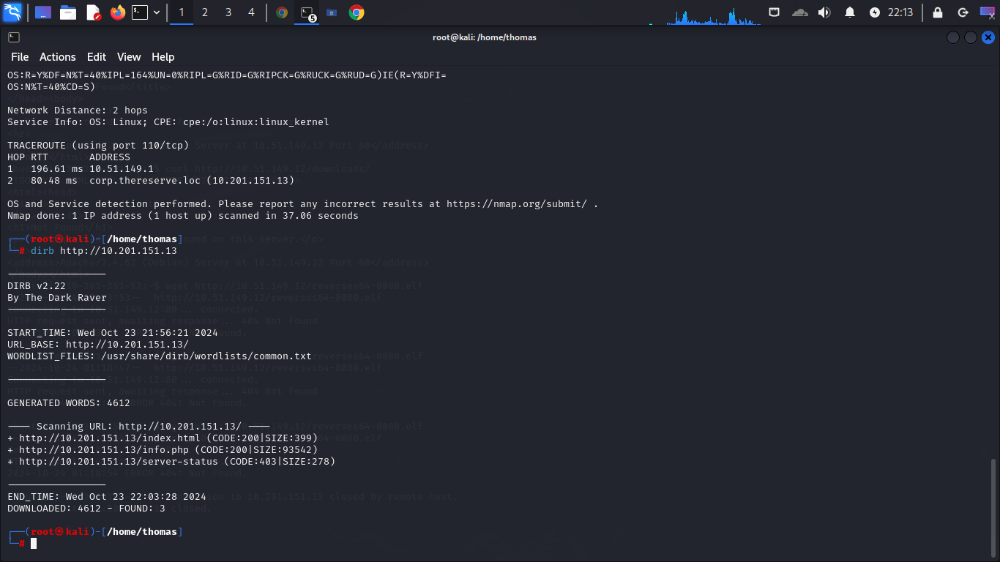 1 2 3 4 5 22:13
root@kali: /home/thomas
File Actions Edit View Help
OS:R=Y%DF=N%T=40%IPL=164%UN=0%RIPL=G%RID=G%RIPCK=G%RUCK=G%RUD=G)IE(R=Y%DFI=
OS:N%T=40%CD=S)
Network Distance: 2 hops
Service Info: OS: Linux; CPE: cpe:/o:linux:linux_kernel
TRACEROUTE (using port 110/tcp)
HOP RTT ADDRESS
1 196.61 ms 10.51.149.1
2 80.48 ms corp.thereserve.loc (10.201.151.13)
OS and Service detection performed. Please report any incorrect results at https://nmap.org/submit/ .
Nmap done: 1 IP address (1 host up) scanned in 37.06 seconds
┌──(root㉿kali)-[/home/thomas]
└─# dirb http://10.201.151.13
-----------------
DIRB v2.22
By The Dark Raver
-----------------
START_TIME: Wed Oct 23 21:56:21 2024
URL_BASE: http://10.201.151.13/
WORDLIST_FILES: /usr/share/dirb/wordlists/common.txt
-----------------
GENERATED WORDS: 4612
---- Scanning URL: http://10.201.151.13/ ----
+ http://10.201.151.13/index.html (CODE:200|SIZE:399)
+ http://10.201.151.13/info.php (CODE:200|SIZE:93542)
+ http://10.201.151.13/server-status (CODE:403|SIZE:278)
-----------------
END_TIME: Wed Oct 23 22:03:28 2024
DOWNLOADED: 4612 - FOUND: 3
┌──(root㉿kali)-[/home/thomas]
└─#